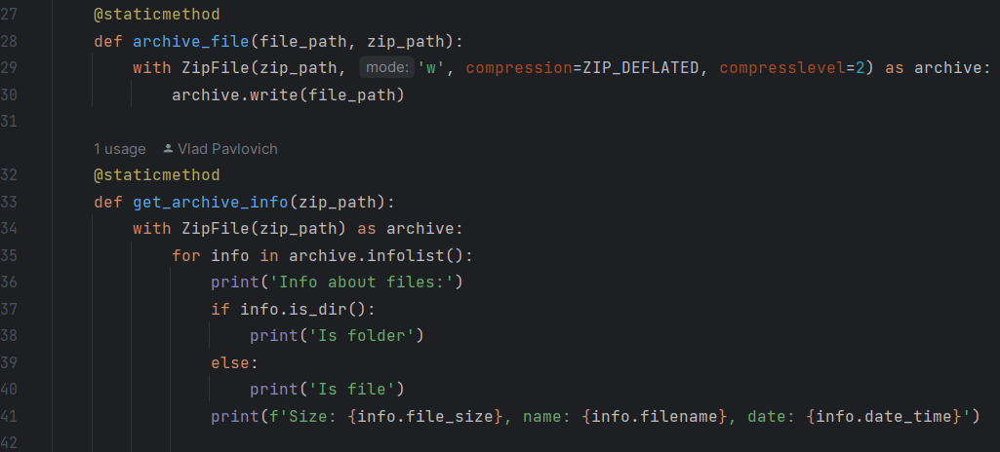 27 @staticmethod
28 def archive_file(file_path, zip_path):
29 with ZipFile(zip_path, mode: 'w', compression=ZIP_DEFLATED, compresslevel=2) as archive:
30 archive.write(file_path)
31
1 usage Vlad Pavlovich
32 @staticmethod
33 def get_archive_info(zip_path):
34 with ZipFile(zip_path) as archive:
35 for info in archive.infolist():
36 print('Info about files:')
37 if info.is_dir():
38 print('Is folder')
39 else:
40 print('Is file')
41 print(f'Size: {info.file_size}, name: {info.filename}, date: {info.date_time}')
42